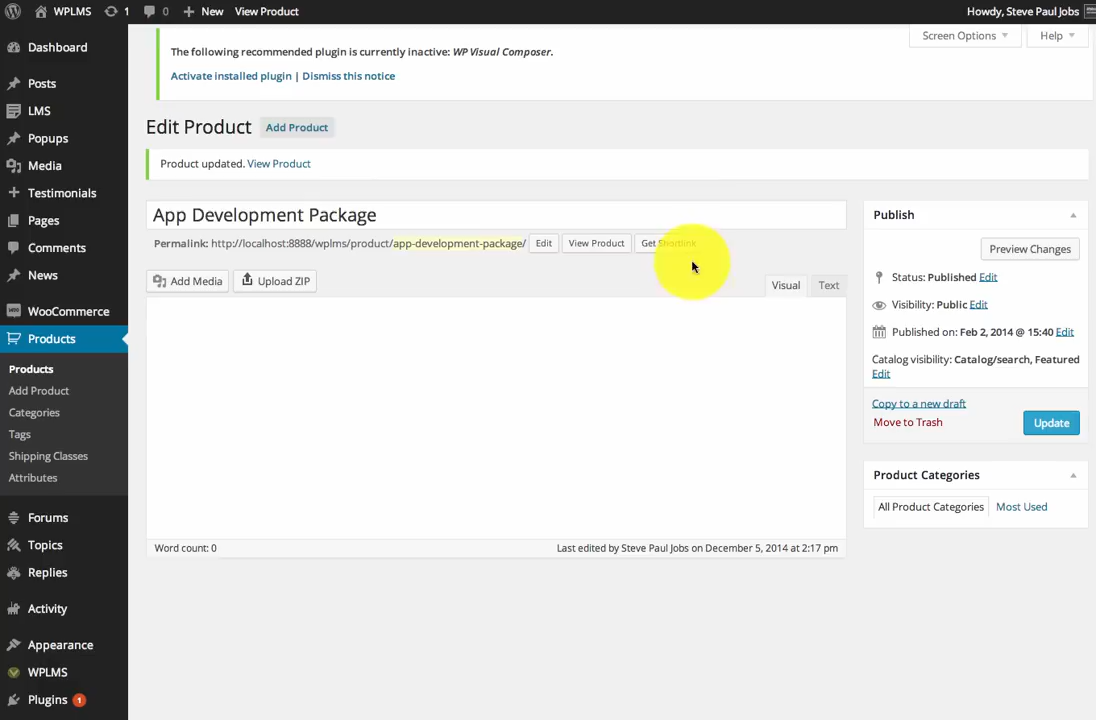 WPLMS 1 0 New View Product Howdy, Steve Paul Jobs
Screen Options Help
The following recommended plugin is currently inactive: WP Visual Composer.
Activate installed plugin | Dismiss this notice
Edit Product Add Product
Product updated. View Product
App Development Package
Permalink: http://localhost:8888/wplms/product/app-development-package/ Edit View Product Get Shortlink
Add Media Upload ZIP Visual Text
Word count: 0 Last edited by Steve Paul Jobs on December 5, 2014 at 2:17 pm
Dashboard
Posts
LMS
Popups
Media
Testimonials
Pages
Comments
News
WooCommerce
Products
Products
Add Product
Categories
Tags
Shipping Classes
Attributes
Forums
Topics
Replies
Activity
Appearance
WPLMS
Plugins 1
Publish
Preview Changes
Status: Published Edit
Visibility: Public Edit
Published on: Feb 2, 2014 @ 15:40 Edit
Catalog visibility: Catalog/search, Featured
Edit
Copy to a new draft
Move to Trash Update
Product Categories
All Product Categories Most Used